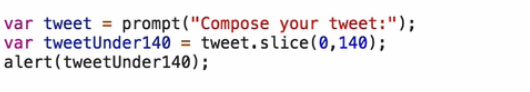 var tweet = prompt("Compose your tweet:");
var tweetUnder140 = tweet.slice(0,140);
alert(tweetUnder140);